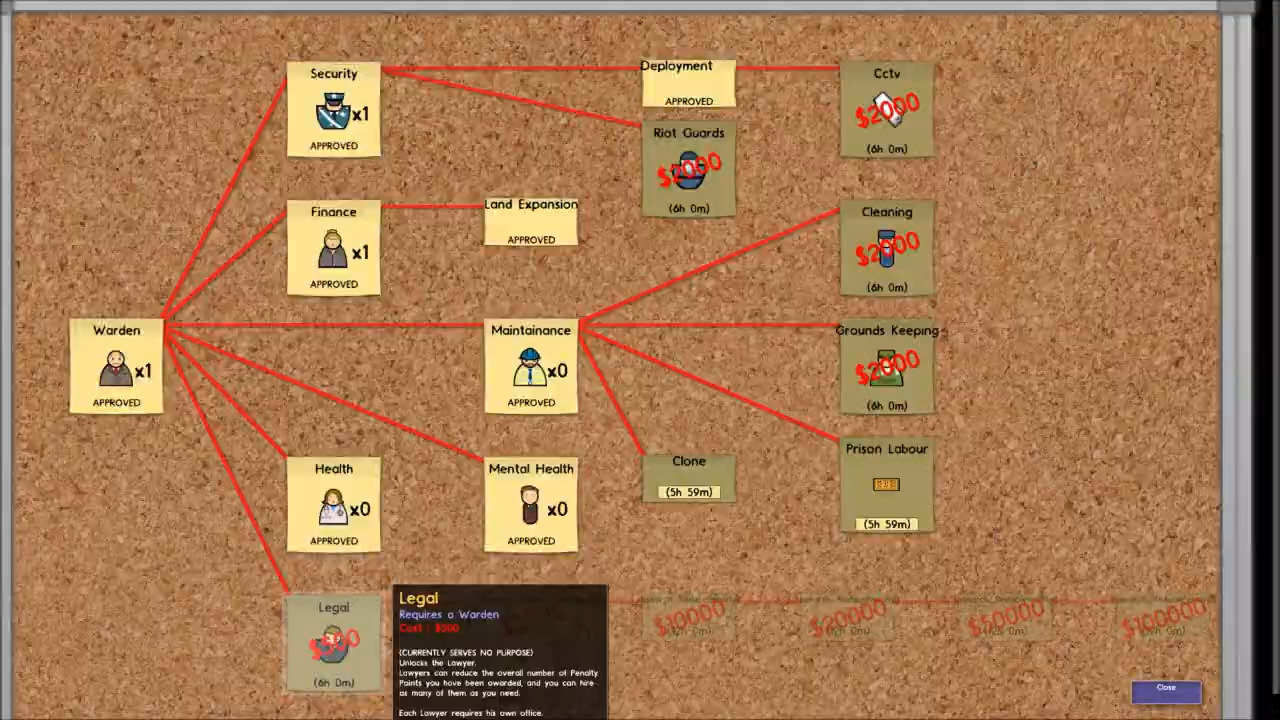 Security
x1
APPROVED
Deployment
APPROVED
Cctv
$2000
(6h 0m)
Riot Guards
$2000
(6h 0m)
Finance
x1
APPROVED
Land Expansion
APPROVED
Cleaning
$2000
(6h 0m)
Warden
x1
APPROVED
Maintainance
x0
APPROVED
Grounds Keeping
$2000
(6h 0m)
Health
x0
APPROVED
Mental Health
x0
APPROVED
Clone
(5h 59m)
Prison Labour
(5h 59m)
Legal
$500
(6h 0m)
Legal
Requires a Warden
Cost : $500
(CURRENTLY SERVES NO PURPOSE)
Unlocks the Lawyer.
Lawyers can reduce the overall number of Penalty
Points you have been awarded, and you can hire
as many of them as you need.
Each Lawyer requires his own office.
$10000
$2000
$50000
$100000
Close